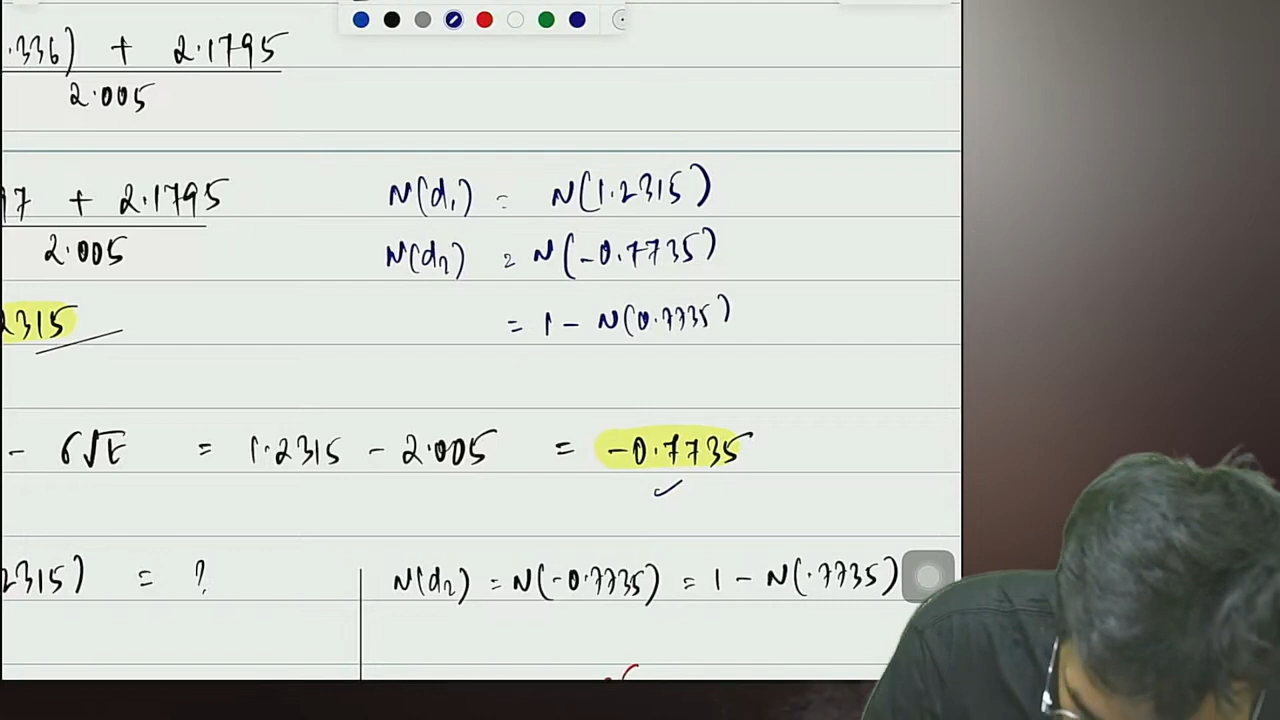 .336) + 2.1795
2.005
97 + 2.1795
2.005
2315
N(d1) = N(1.2315)
N(d2) = N(-0.7735)
= 1 - N(0.7735)
- σ√t = 1.2315 - 2.005 = -0.7735
2315) = ?
N(d2) = N(-0.7735) = 1 - N(.7735)